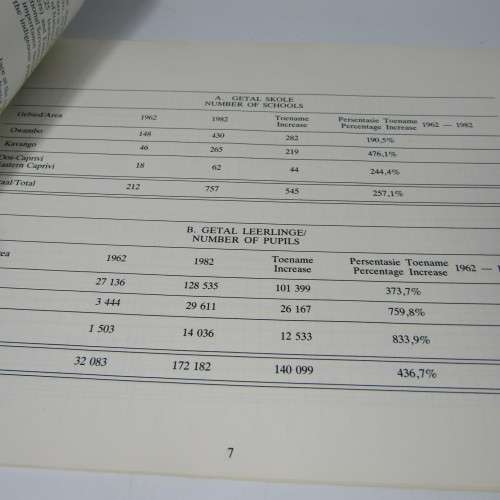 A. GETAL SKOLE
NUMBER OF SCHOOLS
Gebied/Area 1962 1982 Toename Increase Persentasie Toename Percentage Increase 1962 — 1982
Owambo 148 430 282 190,5%
Kavango 46 265 219 476,1%
Oos-Caprivi
Eastern Caprivi 18 62 44 244,4%
Total 212 757 545 257,1%
B. GETAL LEERLINGE/
NUMBER OF PUPILS
1962 1982 Toename Increase Persentasie Toename Percentage Increase 1962 —
27 136 128 535 101 399 373,7%
3 444 29 611 26 167 759,8%
1 503 14 036 12 533 833,9%
32 083 172 182 140 099 436,7%
7